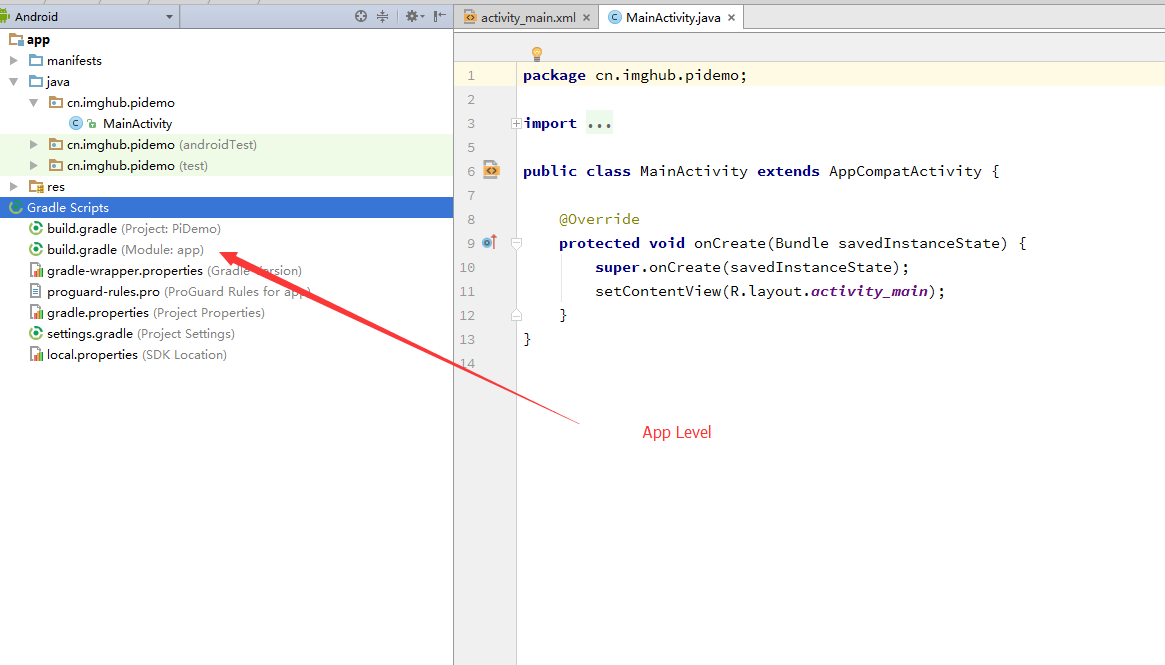 Android
app
manifests
java
cn.imghub.pidemo
MainActivity
cn.imghub.pidemo (androidTest)
cn.imghub.pidemo (test)
res
Gradle Scripts
build.gradle (Project: PiDemo)
build.gradle (Module: app)
gradle-wrapper.properties (Gradle Version)
proguard-rules.pro (ProGuard Rules for app)
gradle.properties (Project Properties)
settings.gradle (Project Settings)
local.properties (SDK Location)
activity_main.xml
MainActivity.java
1 package cn.imghub.pidemo;
2
3 import ...
5
6 public class MainActivity extends AppCompatActivity {
7
8 @Override
9 protected void onCreate(Bundle savedInstanceState) {
10 super.onCreate(savedInstanceState);
11 setContentView(R.layout.activity_main);
12 }
13 }
14
App Level